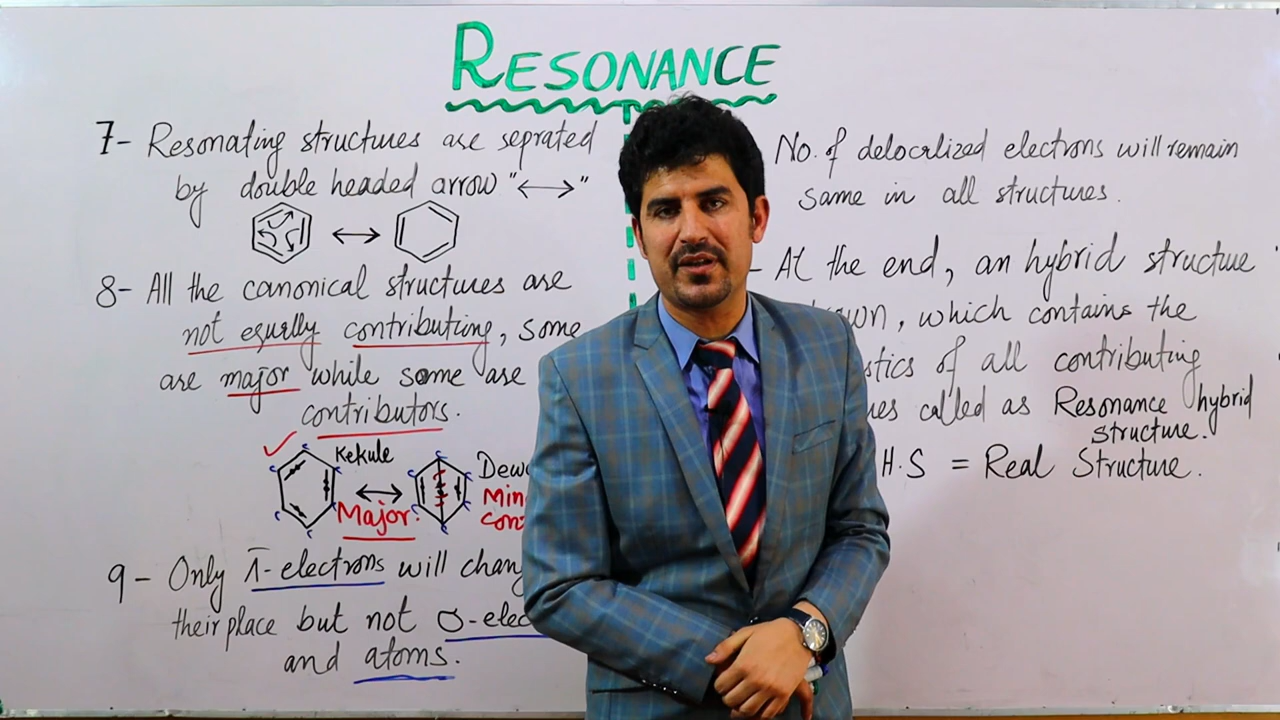 RESONANCE
7- Resonating structures are seprated
by double headed arrow "⟷"
8- All the canonical structures are
not equlły contributing, some
are major while some are
contributors.
Kekule
Major.
9- Only π-electrons will chan
their place but not σ-elec
and atoms.
No. of delocalized electrons will remain
same in all structures.
- At the end, an hybrid structure
which contains the
of all contributing
called as Resonance hybrid
structure.
H.S = Real Structure.